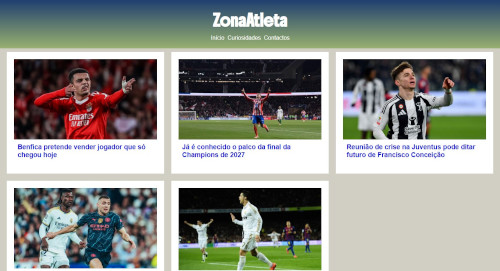 ZonaAtleta
Início Curiosidades Contactos
Benfica pretende vender jogador que só
chegou hoje
Já é conhecido o palco da final da
Champions de 2027
Reunião de crise na Juventus pode ditar
futuro de Francisco Conceição